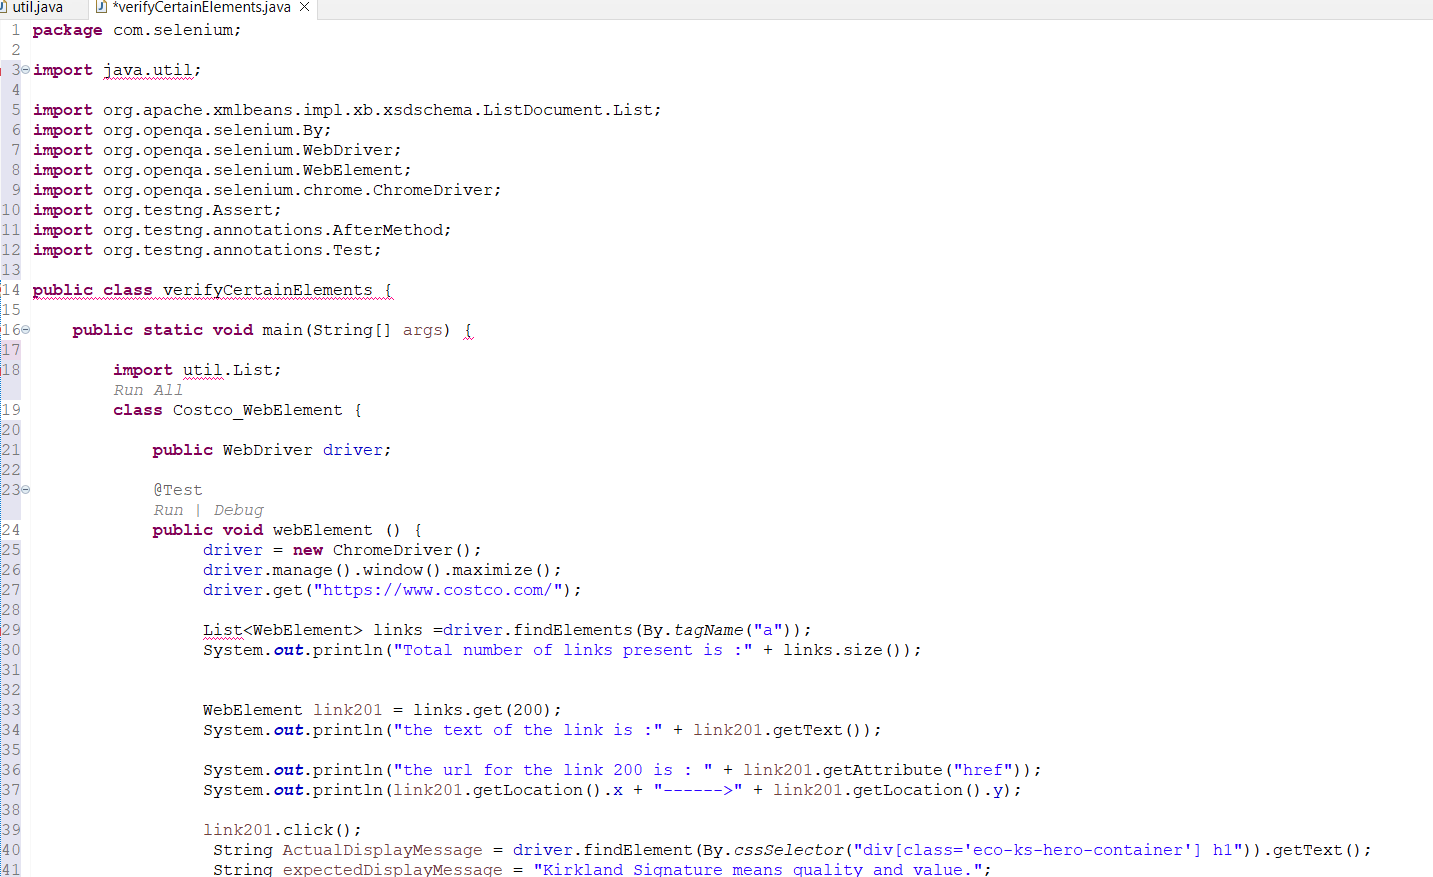 util.java *verifyCertainElements.java
1 package com.selenium;
2
3 import java.util;
4
5 import org.apache.xmlbeans.impl.xb.xsdschema.ListDocument.List;
6 import org.openqa.selenium.By;
7 import org.openqa.selenium.WebDriver;
8 import org.openqa.selenium.WebElement;
9 import org.openqa.selenium.chrome.ChromeDriver;
10 import org.testng.Assert;
11 import org.testng.annotations.AfterMethod;
12 import org.testng.annotations.Test;
13
14 public class verifyCertainElements {
15
16 public static void main(String[] args) {
17
18 import util.List;
Run All
19 class Costco_WebElement {
20
21 public WebDriver driver;
22
23 @Test
Run | Debug
24 public void webElement () {
25 driver = new ChromeDriver();
26 driver.manage().window().maximize();
27 driver.get("https://www.costco.com/");
28
29 List<WebElement> links =driver.findElements(By.tagName("a"));
30 System.out.println("Total number of links present is :" + links.size());
31
32
33 WebElement link201 = links.get(200);
34 System.out.println("the text of the link is :" + link201.getText());
35
36 System.out.println("the url for the link 200 is : " + link201.getAttribute("href"));
37 System.out.println(link201.getLocation().x + "------>" + link201.getLocation().y);
38
39 link201.click();
40 String ActualDisplayMessage = driver.findElement(By.cssSelector("div[class='eco-ks-hero-container'] h1")).getText();
41 String expectedDisplayMessage = "Kirkland Signature means quality and value.";